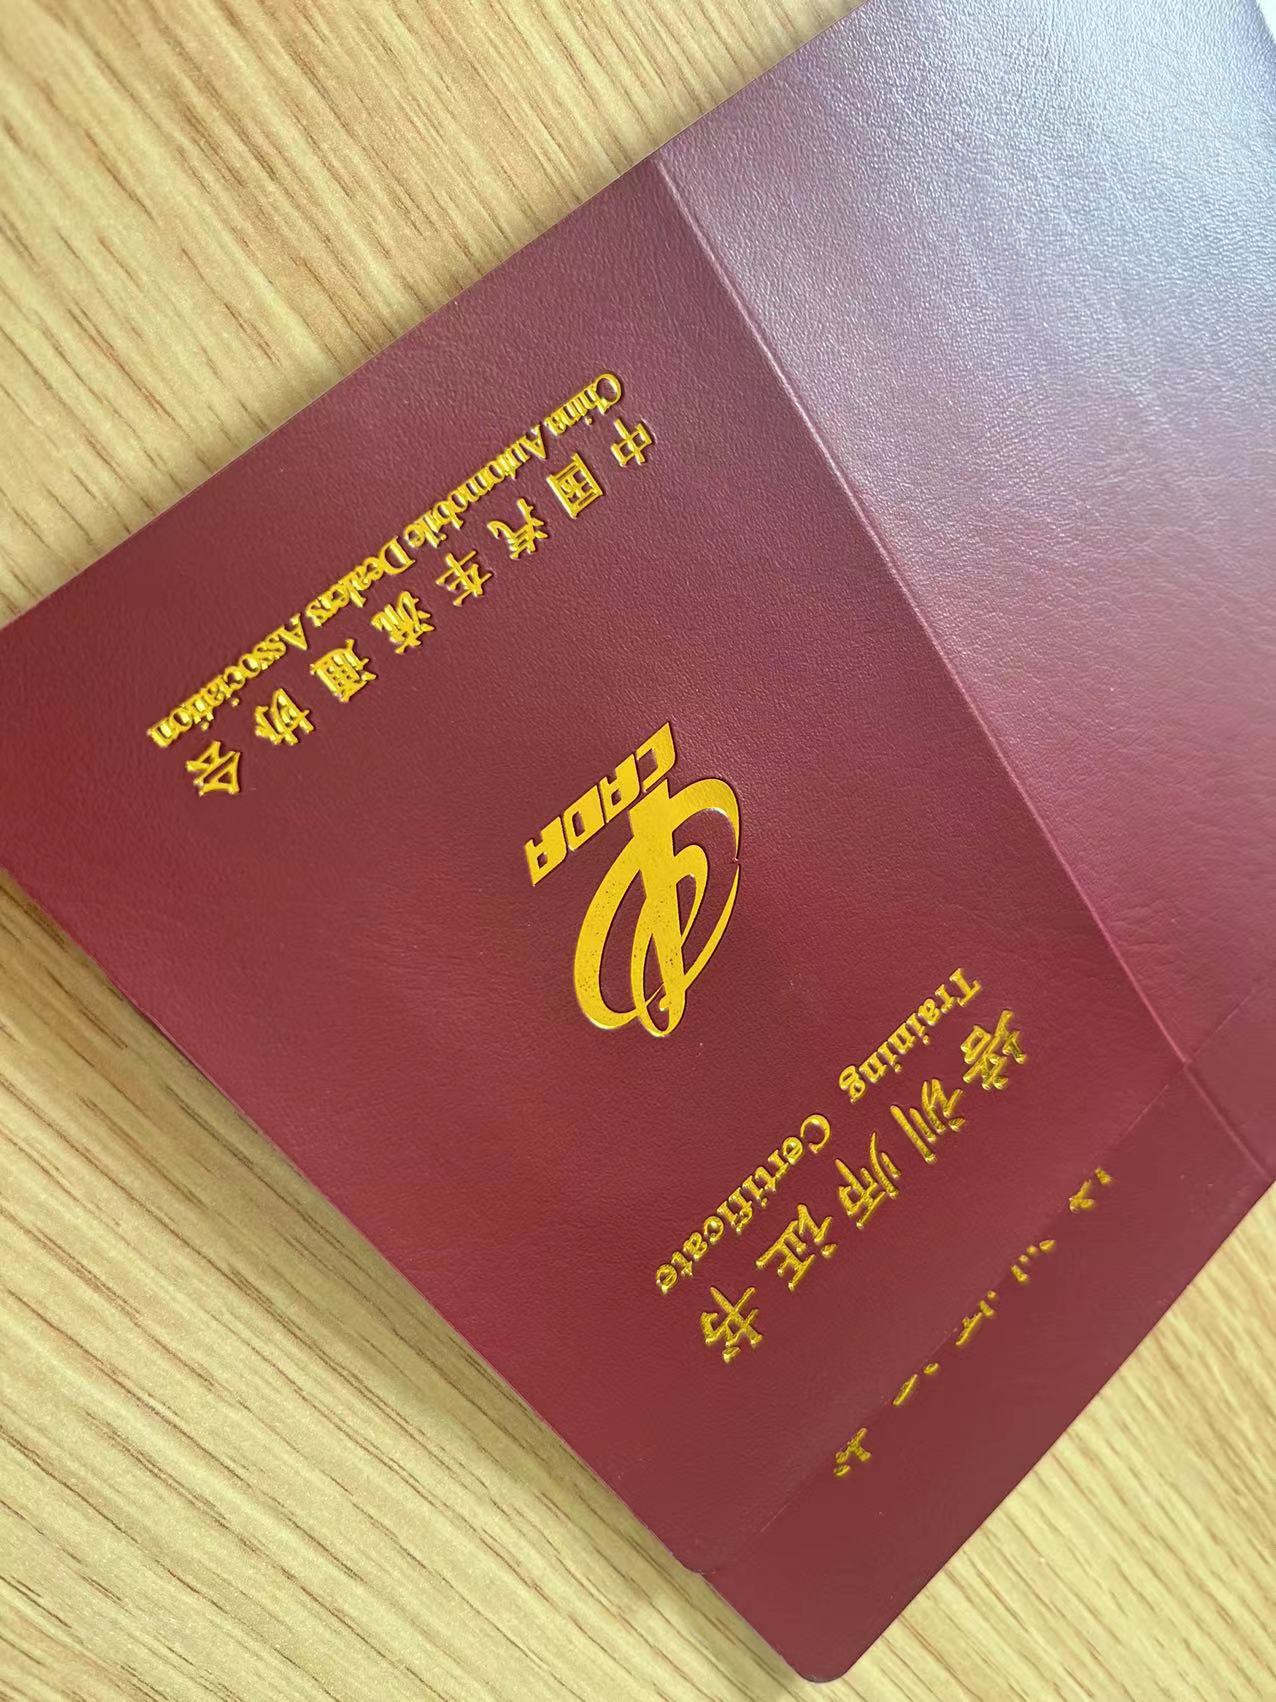 培训师证书
Training Certificate
CADA
中国汽车流通协会
China Automobile Dealers Association